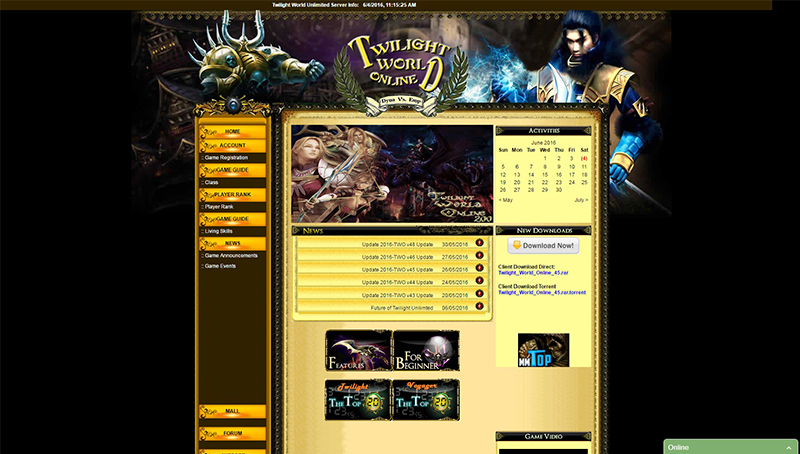 Twilight World Unlimited Server Info: 6/4/2016, 11:15:25 AM
TWILIGHT
WORLD
ONLINE
Dyna Vs. Emp
HOME
ACCOUNT
:: Game Registration
GAME GUIDE
:: Class
PLAYER RANK
:: Player Rank
GAME GUIDE
:: Living Skills
NEWS
:: Game Announcements
:: Game Events
MALL
FORUM
TWILIGHT
WORLD
ONLINE
200
NEWS
Update 2016-TWO v48 Update 30/05/2016
Update 2016-TWO v46 Update 27/05/2016
Update 2016-TWO v45 Update 26/05/2016
Update 2016-TWO v44 Update 24/05/2016
Update 2016-TWO v43 Update 20/05/2016
Future of Twilight Unlimited 06/05/2016
FEATURES
FOR
BEGINNER
Twilight
THE TOP 20
Voyager
THE TOP 20
ACTIVITIES
June 2016
Sun Mon Tue Wed Thu Fri Sat
1 2 3 (4)
5 6 7 8 9 10 11
12 13 14 15 16 17 18
19 20 21 22 23 24 25
26 27 28 29 30
< May July >
NEW DOWNLOADS
Download Now!
Client Download Direct:
Twilight_World_Online_45.rar
Client Download Torrent
Twilight_World_Online_45.rar.torrent
MMTOP
GAME VIDEO
Online